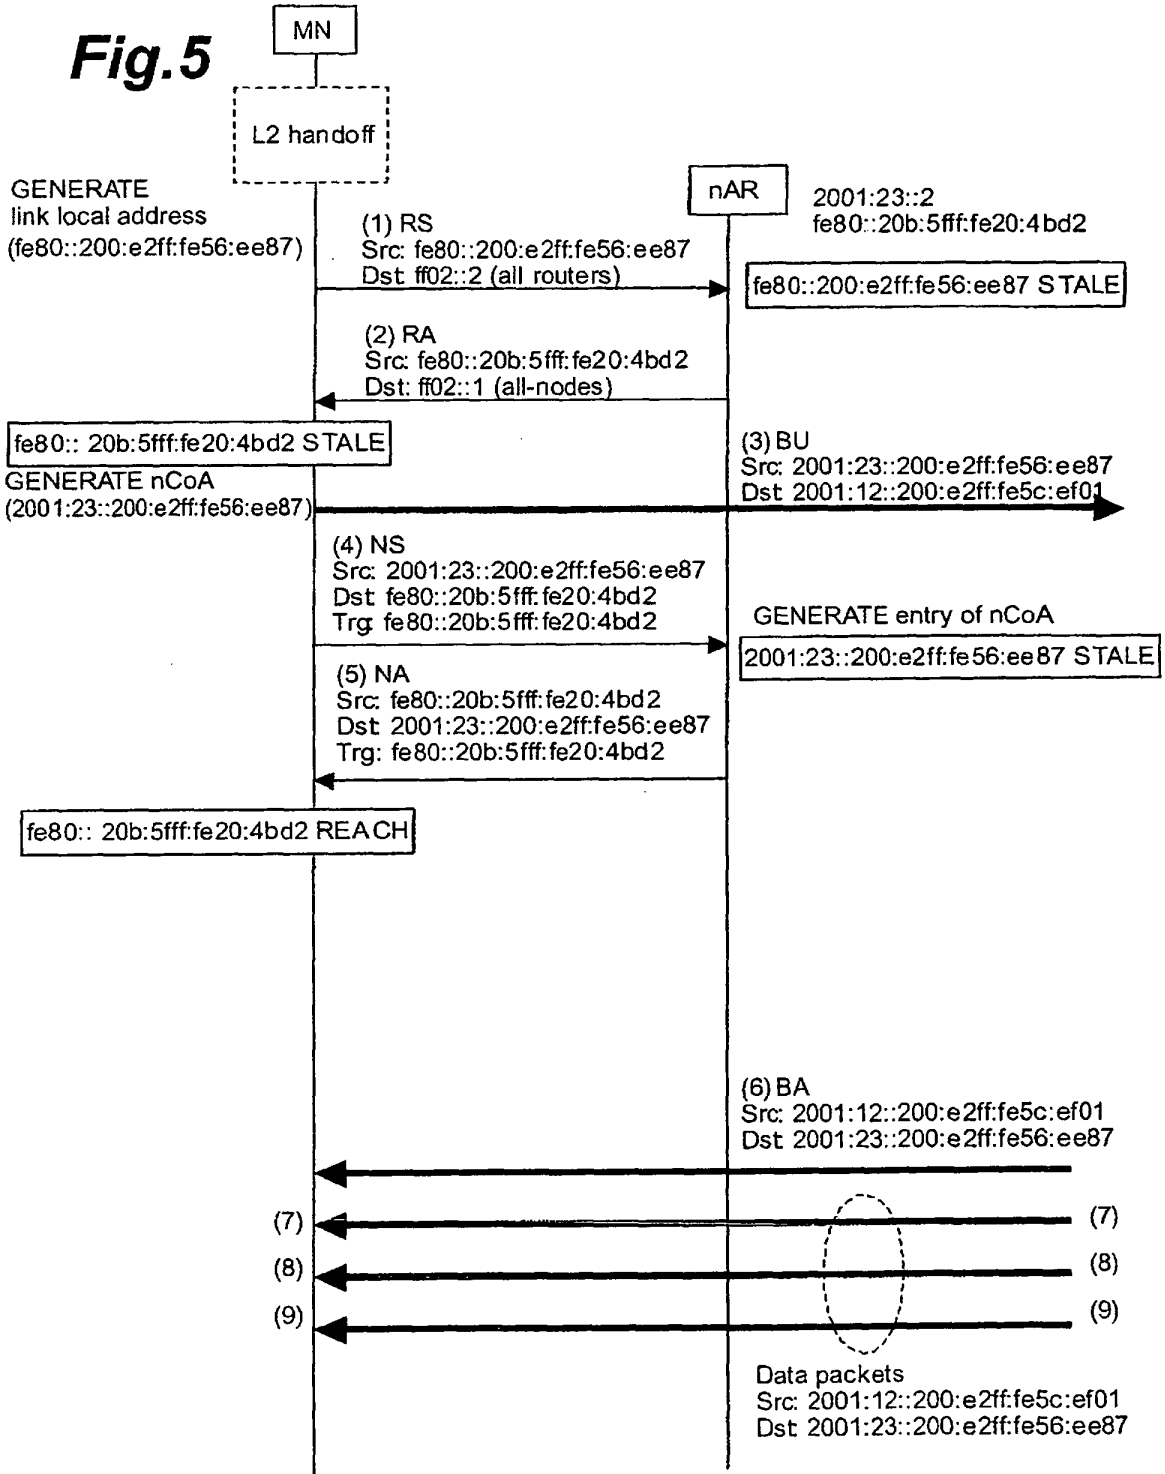 Fig.5
MN
L2 handoff
GENERATE
link local address
(fe80::200:e2ff:fe56:ee87)
nAR
2001:23::2
fe80::20b:5fff:fe20:4bd2
(1) RS
Src: fe80::200:e2ff:fe56:ee87
Dst: ff02::2 (all routers)
fe80::200:e2ff:fe56:ee87 STALE
(2) RA
Src: fe80::20b:5fff:fe20:4bd2
Dst: ff02::1 (all-nodes)
fe80:: 20b:5fff:fe20:4bd2 STALE
GENERATE nCoA
(2001:23::200:e2ff:fe56:ee87)
(3) BU
Src: 2001:23::200:e2ff:fe56:ee87
Dst: 2001:12::200:e2ff:fe5c:ef01
(4) NS
Src: 2001:23::200:e2ff:fe56:ee87
Dst: fe80::20b:5fff:fe20:4bd2
Trg: fe80::20b:5fff:fe20:4bd2
GENERATE entry of nCoA
2001:23::200:e2ff:fe56:ee87 STALE
(5) NA
Src: fe80::20b:5fff:fe20:4bd2
Dst: 2001:23::200:e2ff:fe56:ee87
Trg: fe80::20b:5fff:fe20:4bd2
fe80:: 20b:5fff:fe20:4bd2 REACH
(6) BA
Src: 2001:12::200:e2ff:fe5c:ef01
Dst: 2001:23::200:e2ff:fe56:ee87
(7) (7)
(8) (8)
(9) (9)
Data packets
Src: 2001:12::200:e2ff:fe5c:ef01
Dst: 2001:23::200:e2ff:fe56:ee87